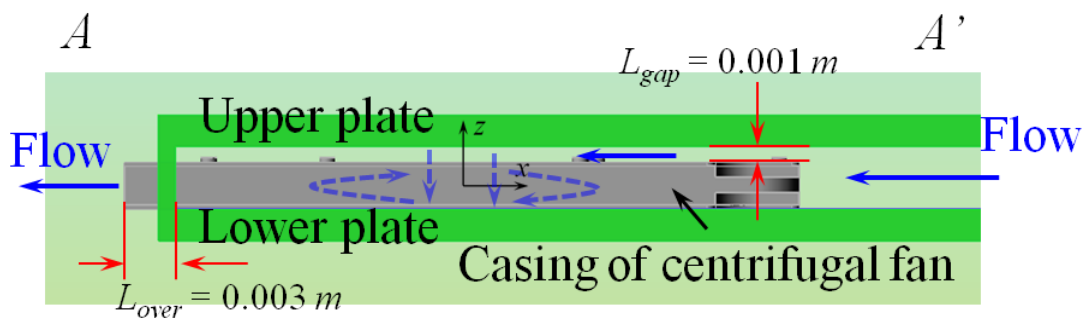 A A’
L_gap = 0.001 m
Upper plate
Flow Flow
z
x
Lower plate
Casing of centrifugal fan
L_over = 0.003 m